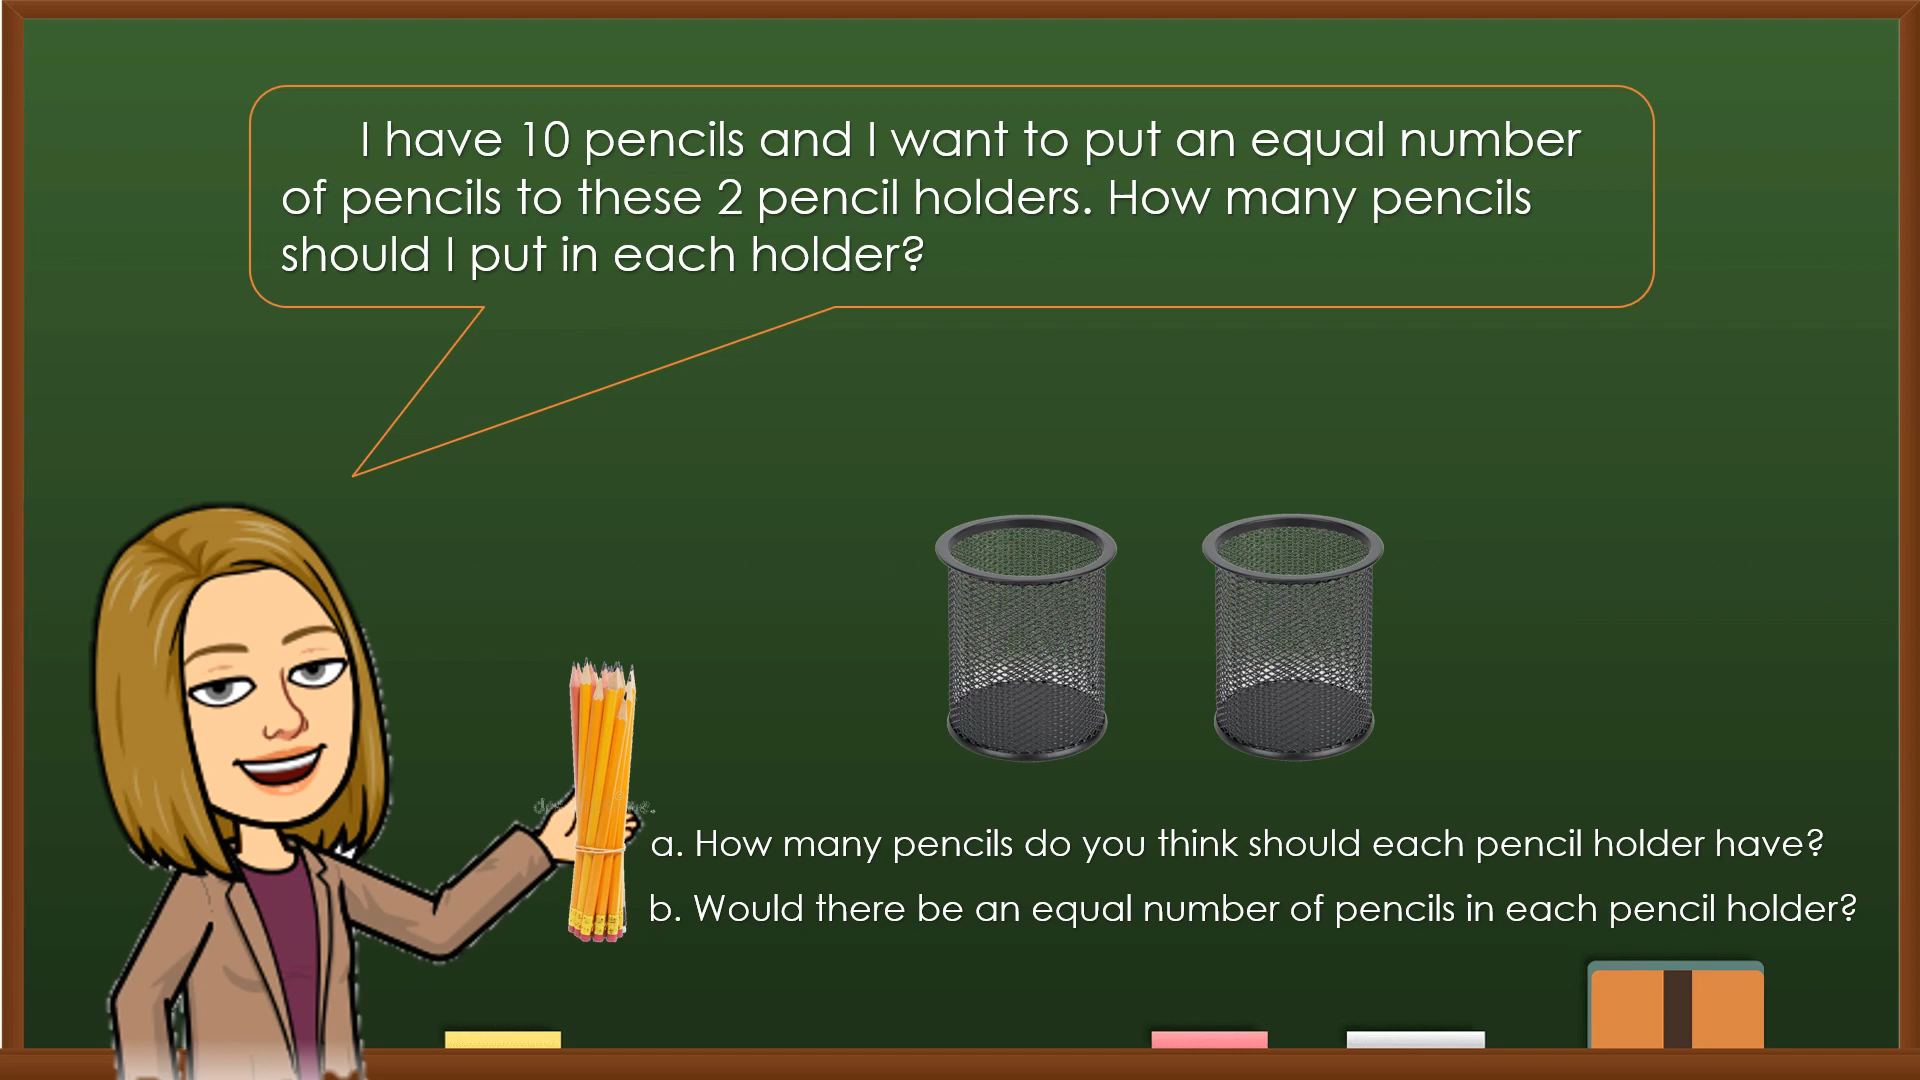 I have 10 pencils and I want to put an equal number
of pencils to these 2 pencil holders. How many pencils
should I put in each holder?
a. How many pencils do you think should each pencil holder have?
b. Would there be an equal number of pencils in each pencil holder?